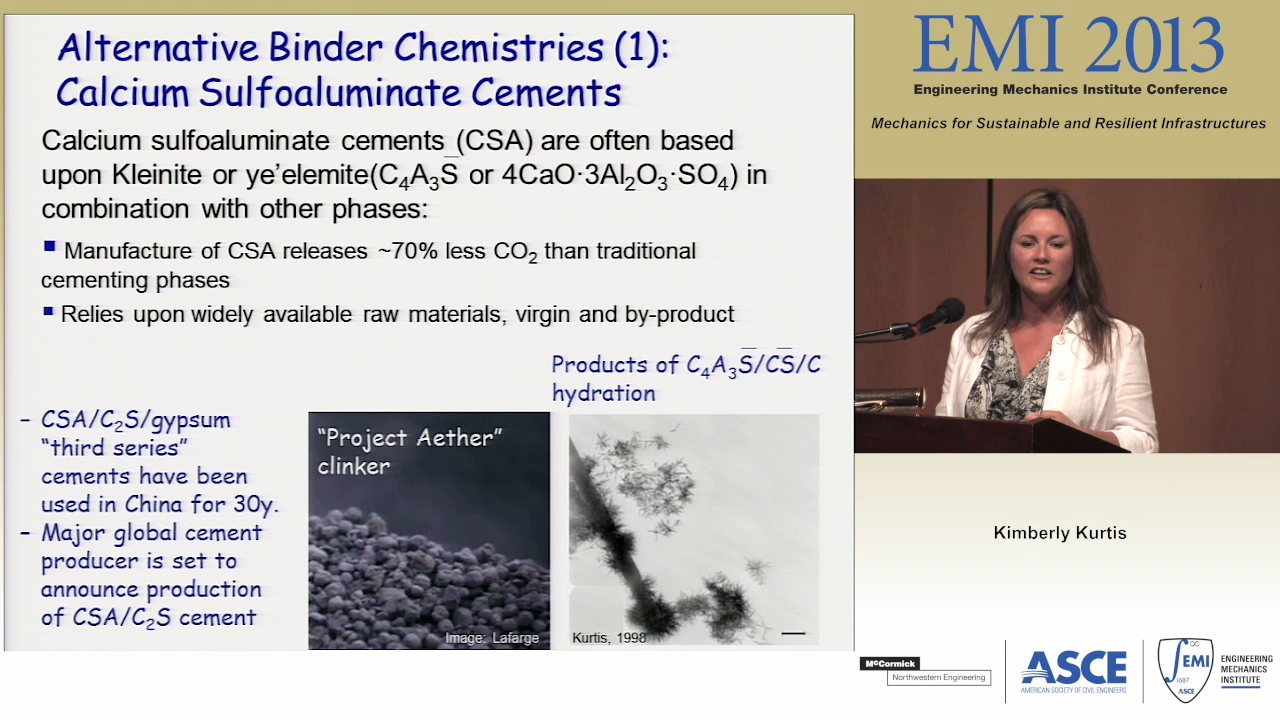 Alternative Binder Chemistries (1):
Calcium Sulfoaluminate Cements
Calcium sulfoaluminate cements (CSA) are often based
upon Kleinite or ye'elemite(C₄A₃S̅ or 4CaO·3Al₂O₃·SO₄) in
combination with other phases:
▪ Manufacture of CSA releases ~70% less CO₂ than traditional
cementing phases
▪ Relies upon widely available raw materials, virgin and by-product
Products of C₄A₃S̅/CS̅/C
hydration
– CSA/C₂S/gypsum
"third series"
cements have been
used in China for 30y.
– Major global cement
producer is set to
announce production
of CSA/C₂S cement
"Project Aether"
clinker
Image: Lafarge
Kurtis, 1998
EMI 2013
Engineering Mechanics Institute Conference
Mechanics for Sustainable and Resilient Infrastructures
Kimberly Kurtis
McCormick
Northwestern Engineering
ASCE
AMERICAN SOCIETY OF CIVIL ENGINEERS
EMI
1687
ASCE
ENGINEERING
MECHANICS
INSTITUTE